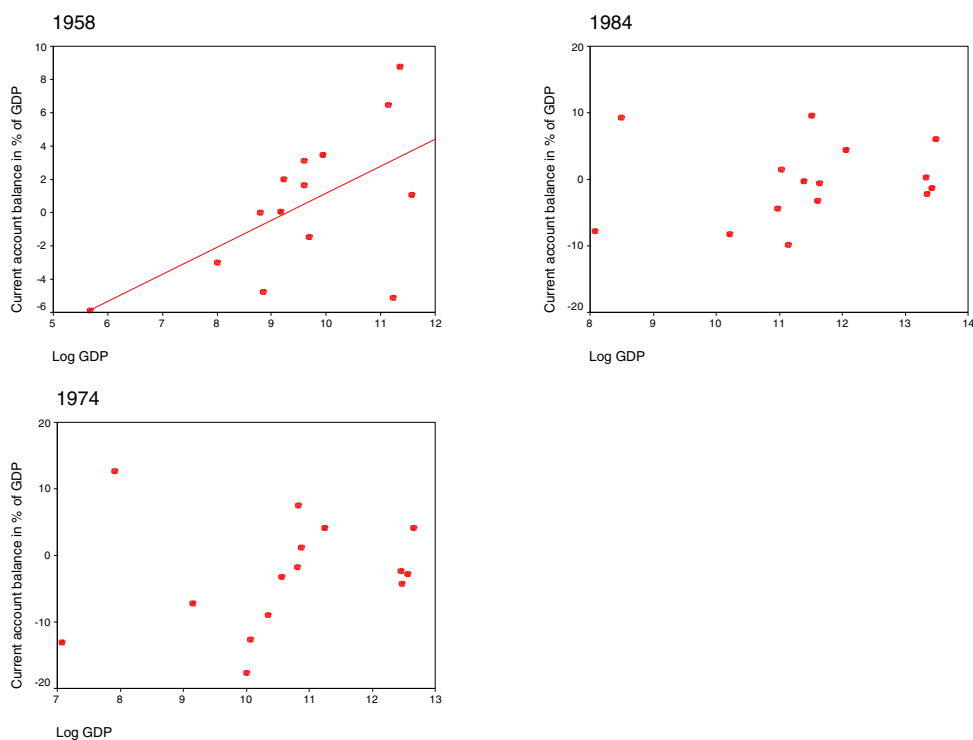 1958
Current account balance in % of GDP
10
8
6
4
2
0
-2
-4
-6
5 6 7 8 9 10 11 12
Log GDP
1984
Current account balance in % of GDP
20
10
0
-10
-20
8 9 10 11 12 13 14
Log GDP
1974
Current account balance in % of GDP
20
10
0
-10
-20
7 8 9 10 11 12 13
Log GDP